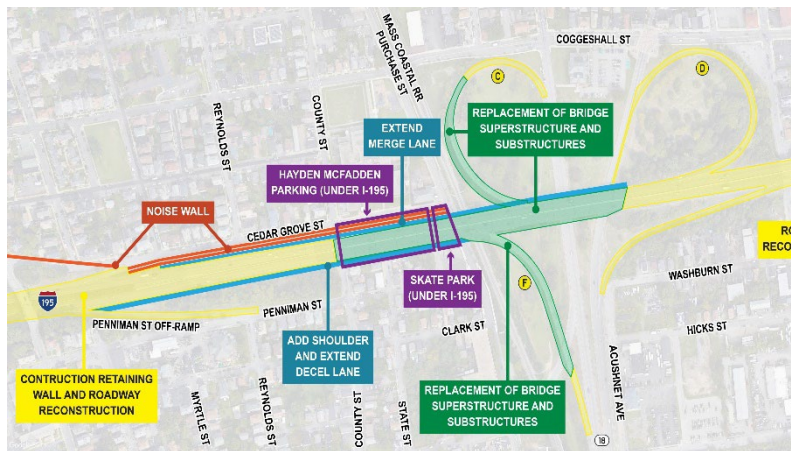 COGGESHALL ST
MASS COASTAL RR
PURCHASE ST
C
D
REYNOLDS ST
COUNTY ST
EXTEND
MERGE LANE
REPLACEMENT OF BRIDGE
SUPERSTRUCTURE AND
SUBSTRUCTURES
HAYDEN MCFADDEN
PARKING (UNDER I-195)
NOISE WALL
CEDAR GROVE ST
RO
RECO
195
SKATE PARK
(UNDER I-195)
F
WASHBURN ST
PENNIMAN ST
PENNIMAN ST OFF-RAMP
CLARK ST
HICKS ST
ADD SHOULDER
AND EXTEND
DECEL LANE
CONTRUCTION RETAINING
WALL AND ROADWAY
RECONSTRUCTION
MYRTLE ST
REYNOLDS ST
COUNTY ST
STATE ST
REPLACEMENT OF BRIDGE
SUPERSTRUCTURE AND
SUBSTRUCTURES
ACUSHNET AVE
18